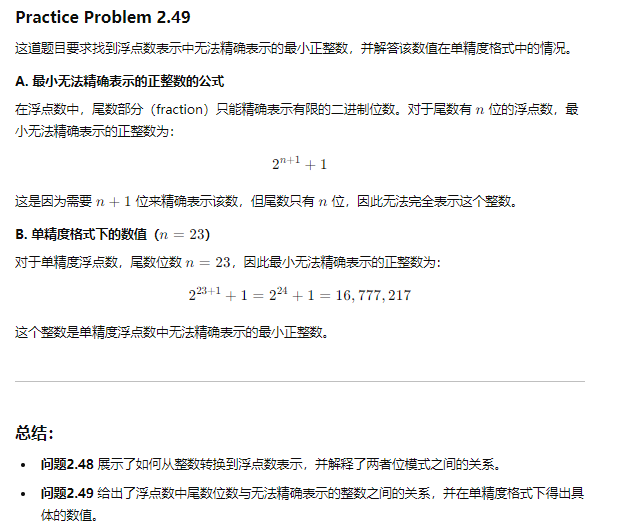 Practice Problem 2.49
这道题目要求找到浮点数表示中无法精确表示的最小正整数，并解答该数值在单精度格式中的情况。
A. 最小无法精确表示的正整数的公式
在浮点数中，尾数部分（fraction）只能精确表示有限的二进制位数。对于尾数有 n 位的浮点数，最
小无法精确表示的正整数为：
2^{n+1} + 1
这是因为需要 n + 1 位来精确表示该数，但尾数只有 n 位，因此无法完全表示这个整数。
B. 单精度格式下的数值（n = 23）
对于单精度浮点数，尾数位数 n = 23，因此最小无法精确表示的正整数为：
2^{23+1} + 1 = 2^{24} + 1 = 16,777,217
这个整数是单精度浮点数中无法精确表示的最小正整数。
总结：
• 问题2.48 展示了如何从整数转换到浮点数表示，并解释了两者位模式之间的关系。
• 问题2.49 给出了浮点数中尾数位数与无法精确表示的整数之间的关系，并在单精度格式下得出具
体的数值。